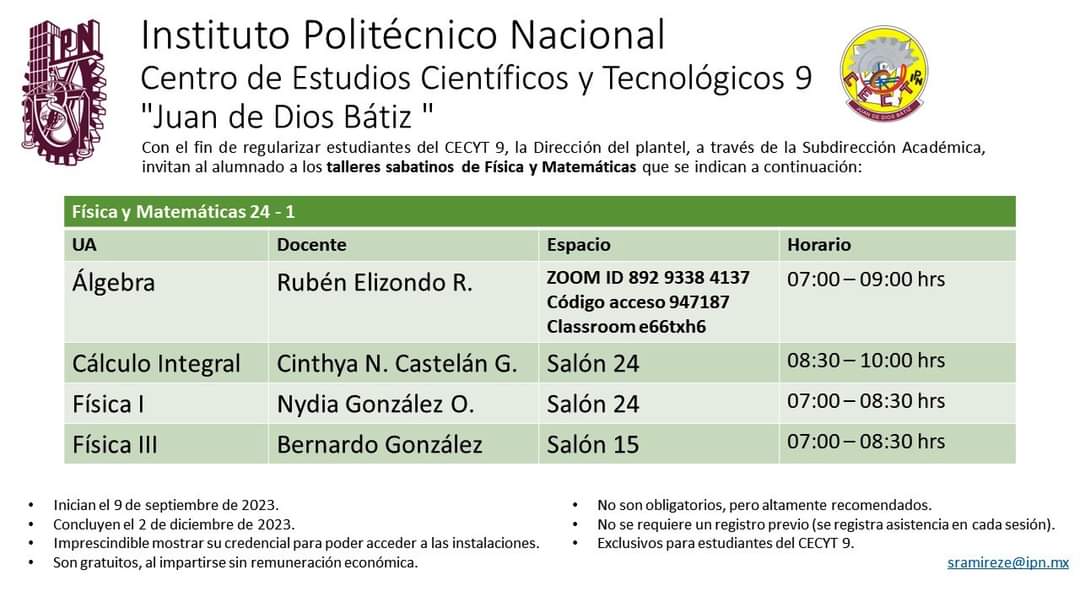 IPN
Instituto Politécnico Nacional
Centro de Estudios Científicos y Tecnológicos 9
"Juan de Dios Bátiz "
CECYT IPN
JUAN DE DIOS BÁTIZ
Con el fin de regularizar estudiantes del CECYT 9, la Dirección del plantel, a través de la Subdirección Académica,
invitan al alumnado a los talleres sabatinos de Física y Matemáticas que se indican a continuación:
Física y Matemáticas 24 - 1
UA Docente Espacio Horario
Álgebra Rubén Elizondo R. ZOOM ID 892 9338 4137 07:00 – 09:00 hrs
Código acceso 947187
Classroom e66txh6
Cálculo Integral Cinthya N. Castelán G. Salón 24 08:30 – 10:00 hrs
Física I Nydia González O. Salón 24 07:00 – 08:30 hrs
Física III Bernardo González Salón 15 07:00 – 08:30 hrs
• Inician el 9 de septiembre de 2023.
• Concluyen el 2 de diciembre de 2023.
• Imprescindible mostrar su credencial para poder acceder a las instalaciones.
• Son gratuitos, al impartirse sin remuneración económica.
• No son obligatorios, pero altamente recomendados.
• No se requiere un registro previo (se registra asistencia en cada sesión).
• Exclusivos para estudiantes del CECYT 9.
sramireze@ipn.mx